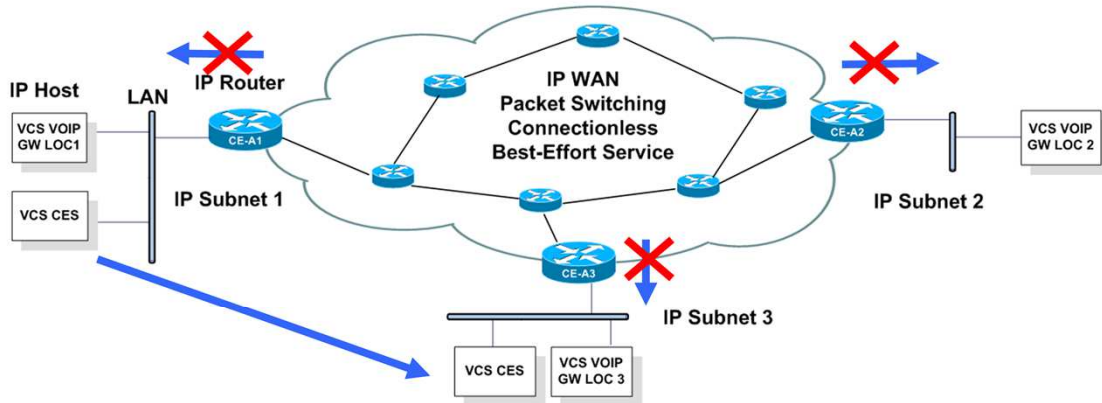 IP Router
IP Host
LAN
VCS VOIP
GW LOC1
CE-A1
VCS CES
IP Subnet 1
IP WAN
Packet Switching
Connectionless
Best-Effort Service
CE-A2
VCS VOIP
GW LOC 2
IP Subnet 2
CE-A3
IP Subnet 3
VCS CES
VCS VOIP
GW LOC 3